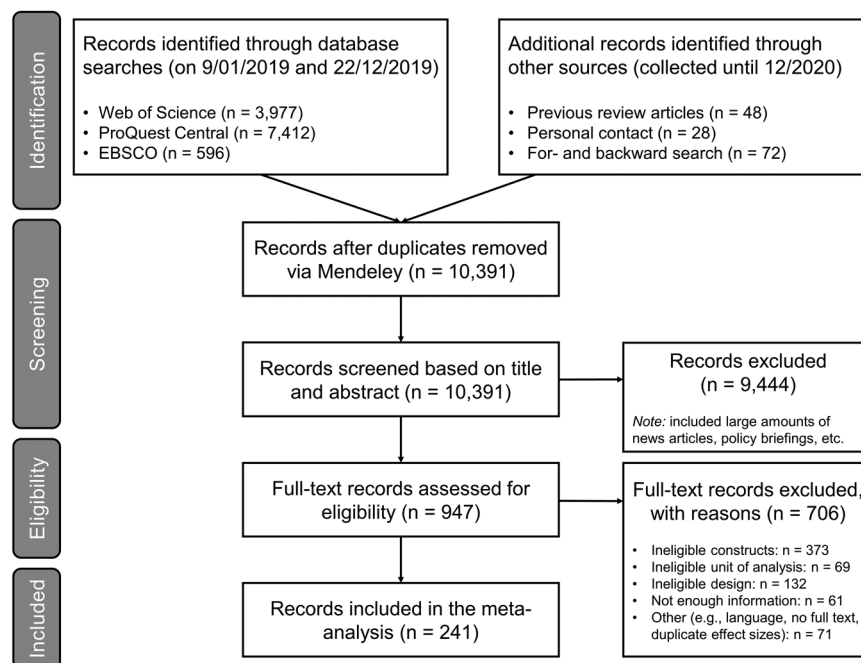 Identification
Records identified through database
searches (on 9/01/2019 and 22/12/2019)
• Web of Science (n = 3,977)
• ProQuest Central (n = 7,412)
• EBSCO (n = 596)
Additional records identified through
other sources (collected until 12/2020)
• Previous review articles (n = 48)
• Personal contact (n = 28)
• For- and backward search (n = 72)
Screening
Records after duplicates removed
via Mendeley (n = 10,391)
Records screened based on title
and abstract (n = 10,391)
Records excluded
(n = 9,444)
Note: included large amounts of
news articles, policy briefings, etc.
Eligibility
Full-text records assessed for
eligibility (n = 947)
Full-text records excluded,
with reasons (n = 706)
• Ineligible constructs: n = 373
• Ineligible unit of analysis: n = 69
• Ineligible design: n = 132
• Not enough information: n = 61
• Other (e.g., language, no full text,
duplicate effect sizes): n = 71
Included
Records included in the meta-
analysis (n = 241)